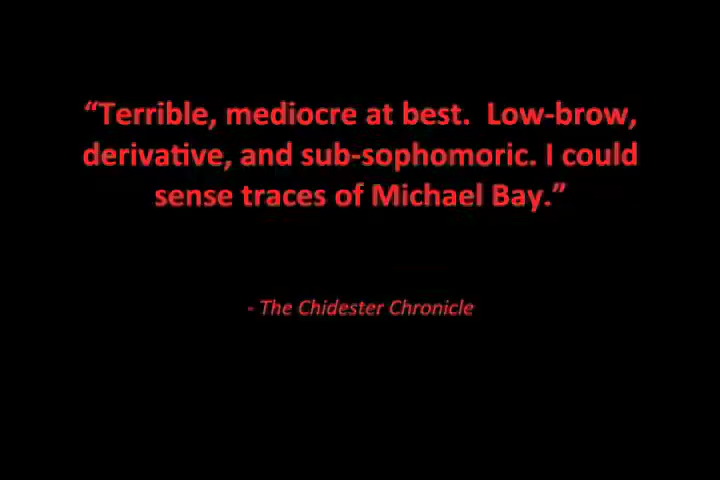 “Terrible, mediocre at best.  Low-brow,
derivative, and sub-sophomoric. I could
sense traces of Michael Bay.”
- The Chidester Chronicle